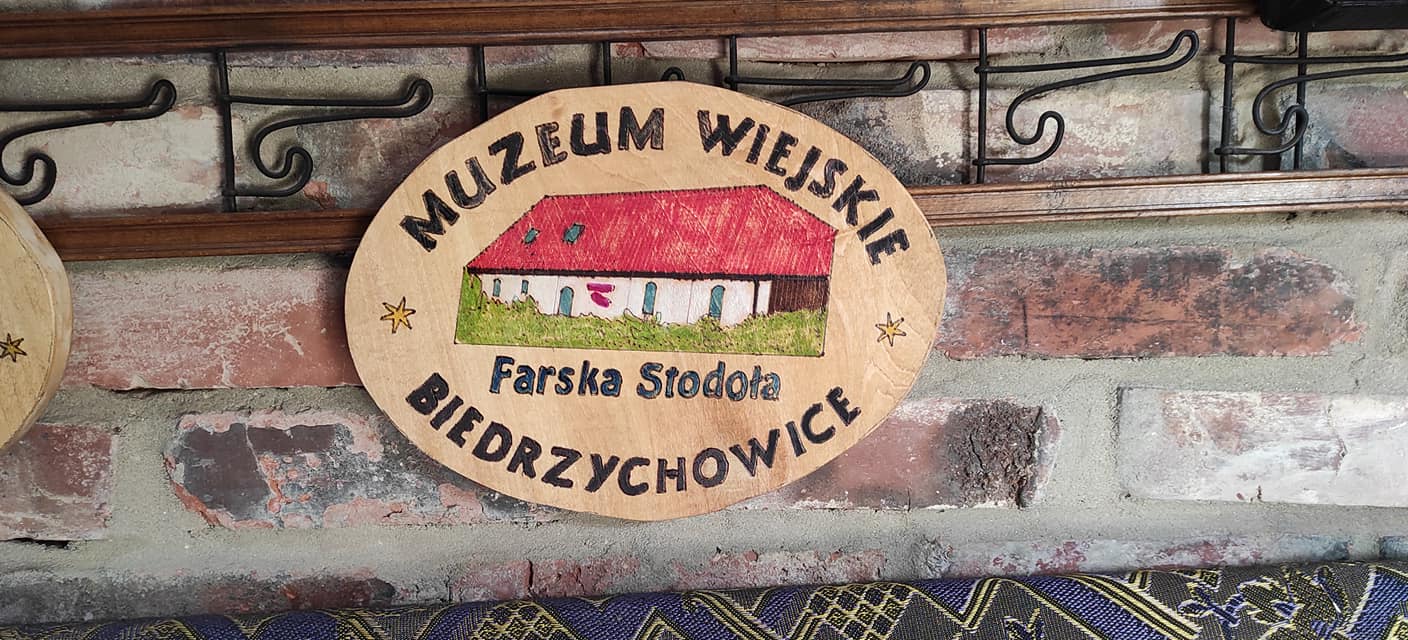 MUZEUM WIEJSKIE
Farska Stodoła
BIEDRZYCHOWICE